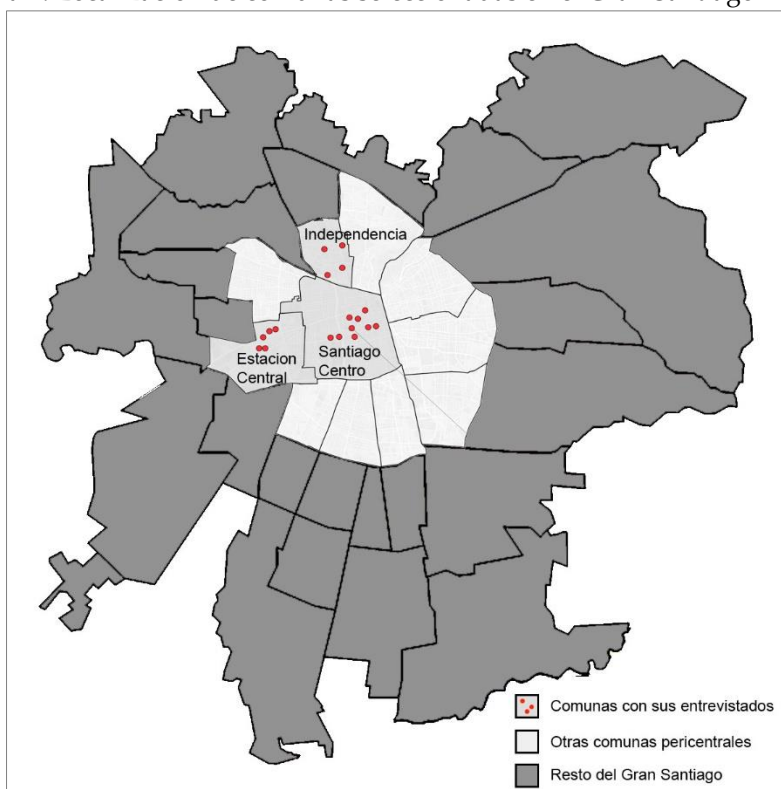 Independencia
Estacion
Central
Santiago
Centro
Comunas con sus entrevistados
Otras comunas pericentrales
Resto del Gran Santiago